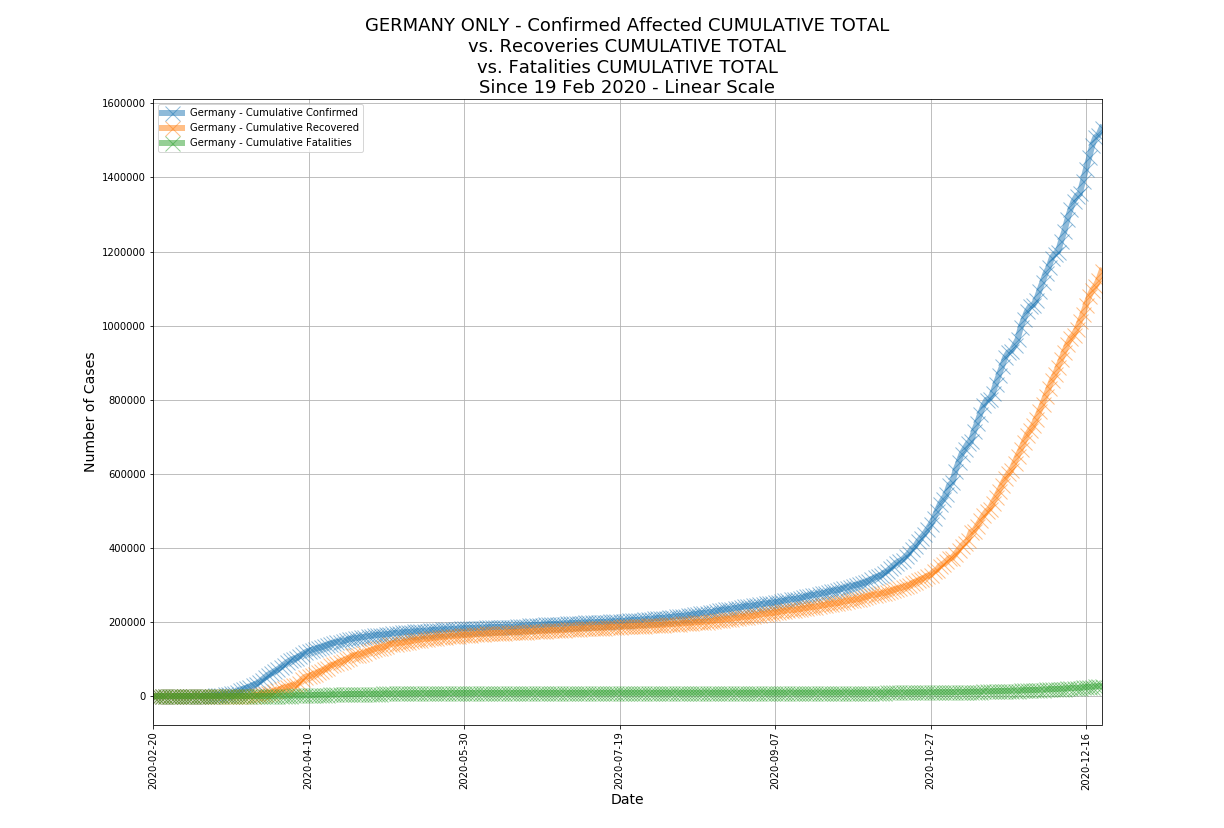 GERMANY ONLY - Confirmed Affected CUMULATIVE TOTAL
vs. Recoveries CUMULATIVE TOTAL
vs. Fatalities CUMULATIVE TOTAL
Since 19 Feb 2020 - Linear Scale
Germany - Cumulative Confirmed
Germany - Cumulative Recovered
Germany - Cumulative Fatalities
Number of Cases
1600000
1400000
1200000
1000000
800000
600000
400000
200000
0
2020-02-20
2020-04-10
2020-05-30
2020-07-19
2020-09-07
2020-10-27
2020-12-16
Date